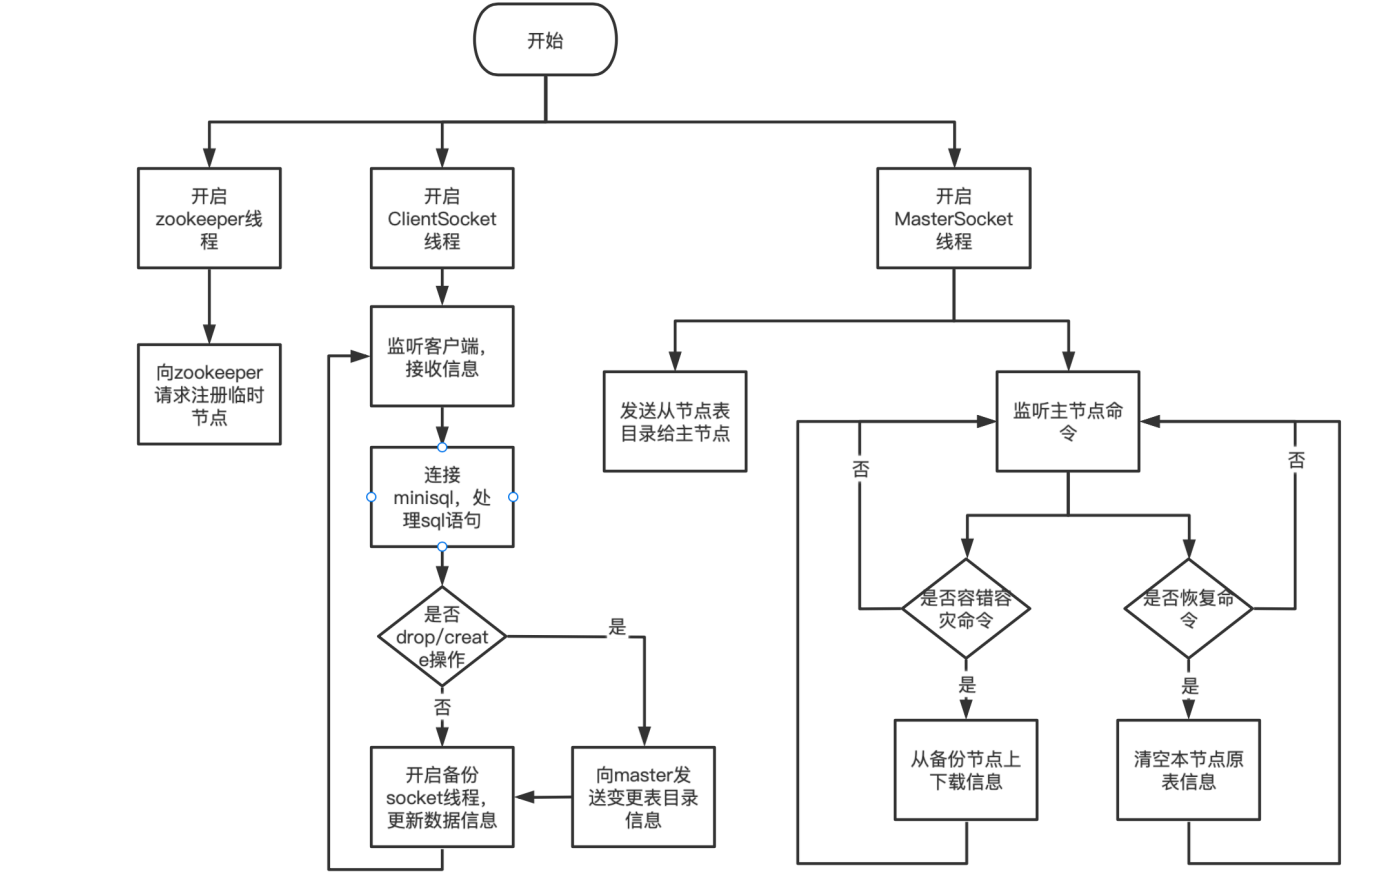 开始
开启
zookeeper线
程
开启
ClientSocket
线程
开启
MasterSocket
线程
监听客户端，
接收信息
向zookeeper
请求注册临时
节点
发送从节点表
目录给主节点
监听主节点命
令
连接
minisql，处
理sql语句
否
否
是否
drop/creat
e操作
是
是否容错容
灾命令
是否恢复命
令
否
是
是
开启备份
socket线程，
更新数据信息
向master发
送变更表目录
信息
从备份节点上
下载信息
清空本节点原
表信息